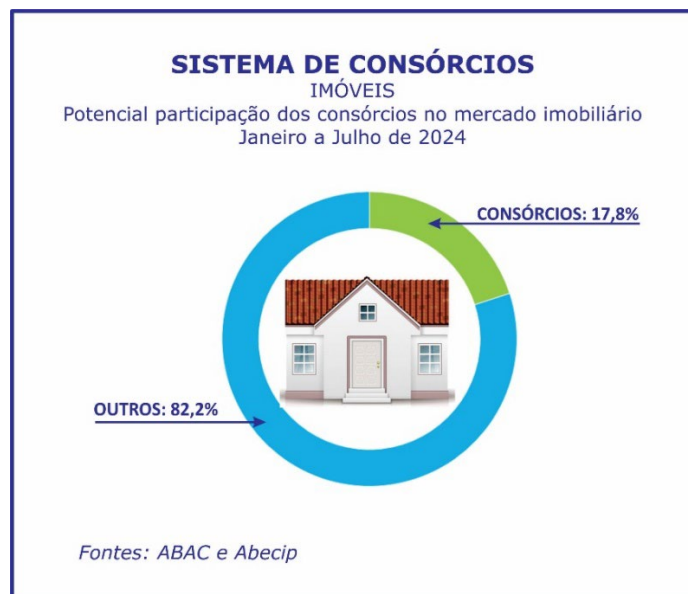 SISTEMA DE CONSÓRCIOS
IMÓVEIS
Potencial participação dos consórcios no mercado imobiliário
Janeiro a Julho de 2024
CONSÓRCIOS: 17,8%
OUTROS: 82,2%
Fontes: ABAC e Abecip